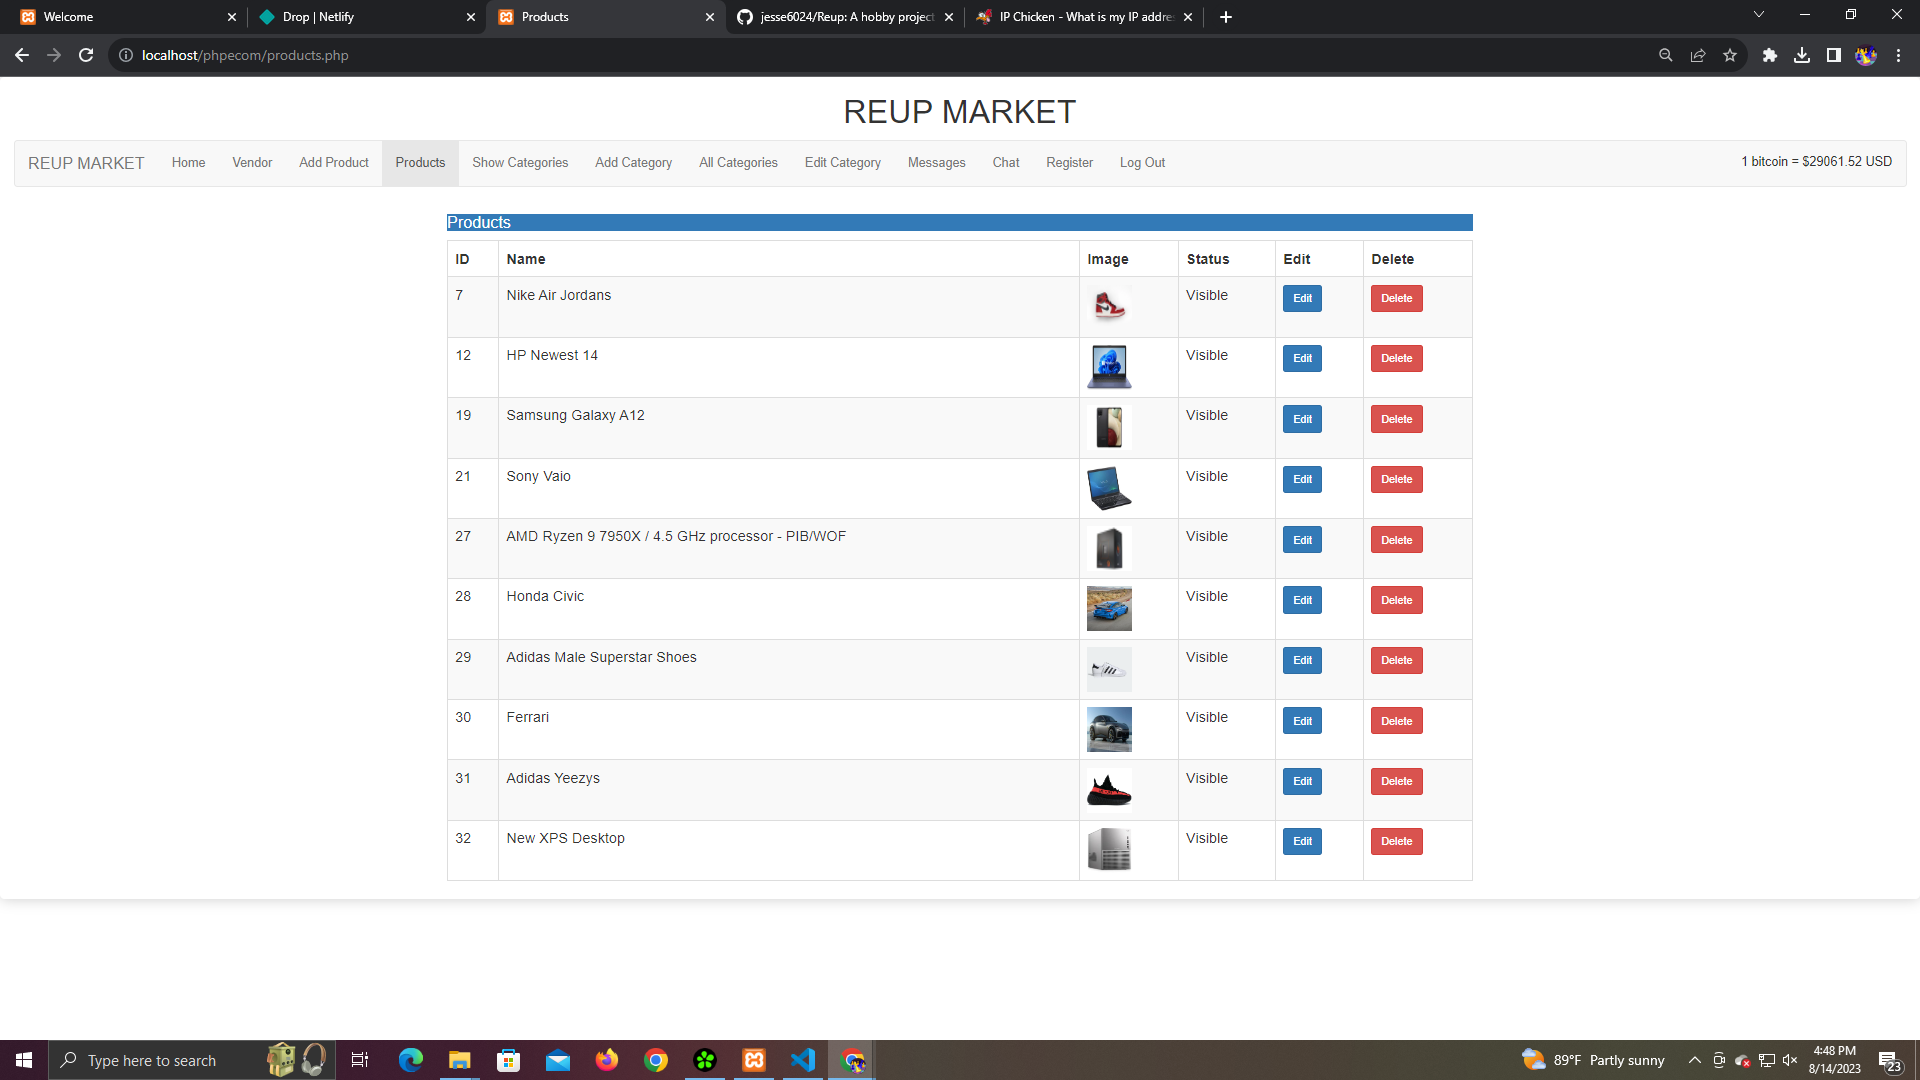 Welcome
Drop | Netlify
Products
jesse6024/Reup: A hobby project
IP Chicken - What is my IP addre
localhost/phpecom/products.php
REUP MARKET
REUP MARKET Home Vendor Add Product Products Show Categories Add Category All Categories Edit Category Messages Chat Register Log Out 1 bitcoin = $29061.52 USD
Products
ID Name Image Status Edit Delete
7 Nike Air Jordans Visible Edit Delete
12 HP Newest 14 Visible Edit Delete
19 Samsung Galaxy A12 Visible Edit Delete
21 Sony Vaio Visible Edit Delete
27 AMD Ryzen 9 7950X / 4.5 GHz processor - PIB/WOF Visible Edit Delete
28 Honda Civic Visible Edit Delete
29 Adidas Male Superstar Shoes Visible Edit Delete
30 Ferrari Visible Edit Delete
31 Adidas Yeezys Visible Edit Delete
32 New XPS Desktop Visible Edit Delete
Type here to search
89°F Partly sunny
4:48 PM
8/14/2023
23